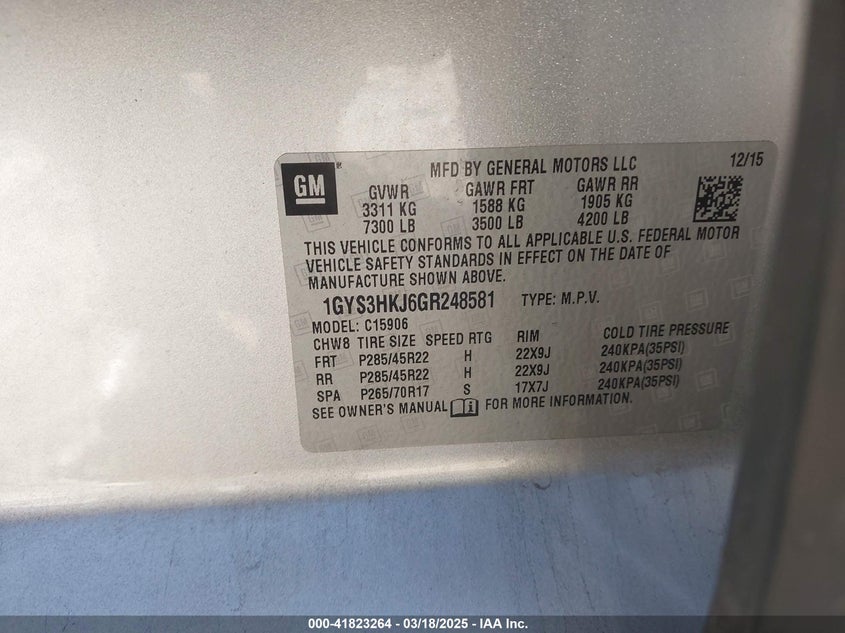 GM
MFD BY GENERAL MOTORS LLC 12/15
GVWR GAWR FRT GAWR RR
3311 KG 1588 KG 1905 KG
7300 LB 3500 LB 4200 LB
THIS VEHICLE CONFORMS TO ALL APPLICABLE U.S. FEDERAL MOTOR
VEHICLE SAFETY STANDARDS IN EFFECT ON THE DATE OF
MANUFACTURE SHOWN ABOVE.
1GYS3HKJ6GR248581 TYPE: M.P.V.
MODEL: C15906
CHW8 TIRE SIZE SPEED RTG RIM COLD TIRE PRESSURE
FRT P285/45R22 H 22X9J 240KPA(35PSI)
RR P285/45R22 H 22X9J 240KPA(35PSI)
SPA P265/70R17 S 17X7J 240KPA(35PSI)
SEE OWNER'S MANUAL FOR MORE INFORMATION.
000-41823264 - 03/18/2025 - IAA Inc.